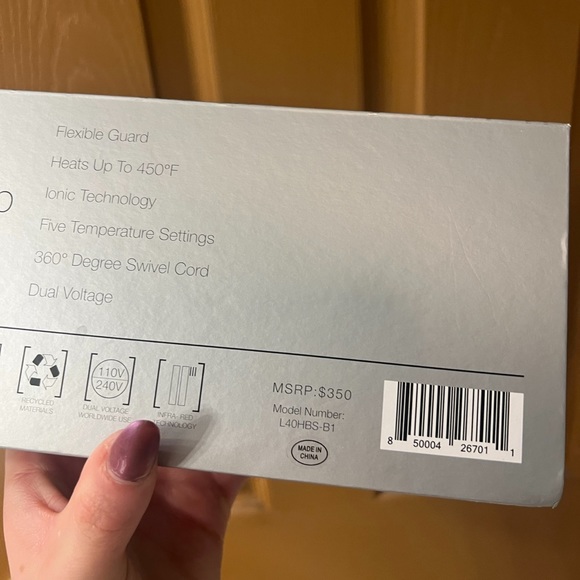 Flexible Guard
Heats Up To 450°F
Ionic Technology
Five Temperature Settings
360° Degree Swivel Cord
Dual Voltage
110V
240V
RECYCLED
MATERIALS
DUAL VOLTAGE
WORLDWIDE USE
INFRA-RED
TECHNOLOGY
MSRP:$350
Model Number:
L40HBS-B1
MADE IN
CHINA
8 50004 26701 1